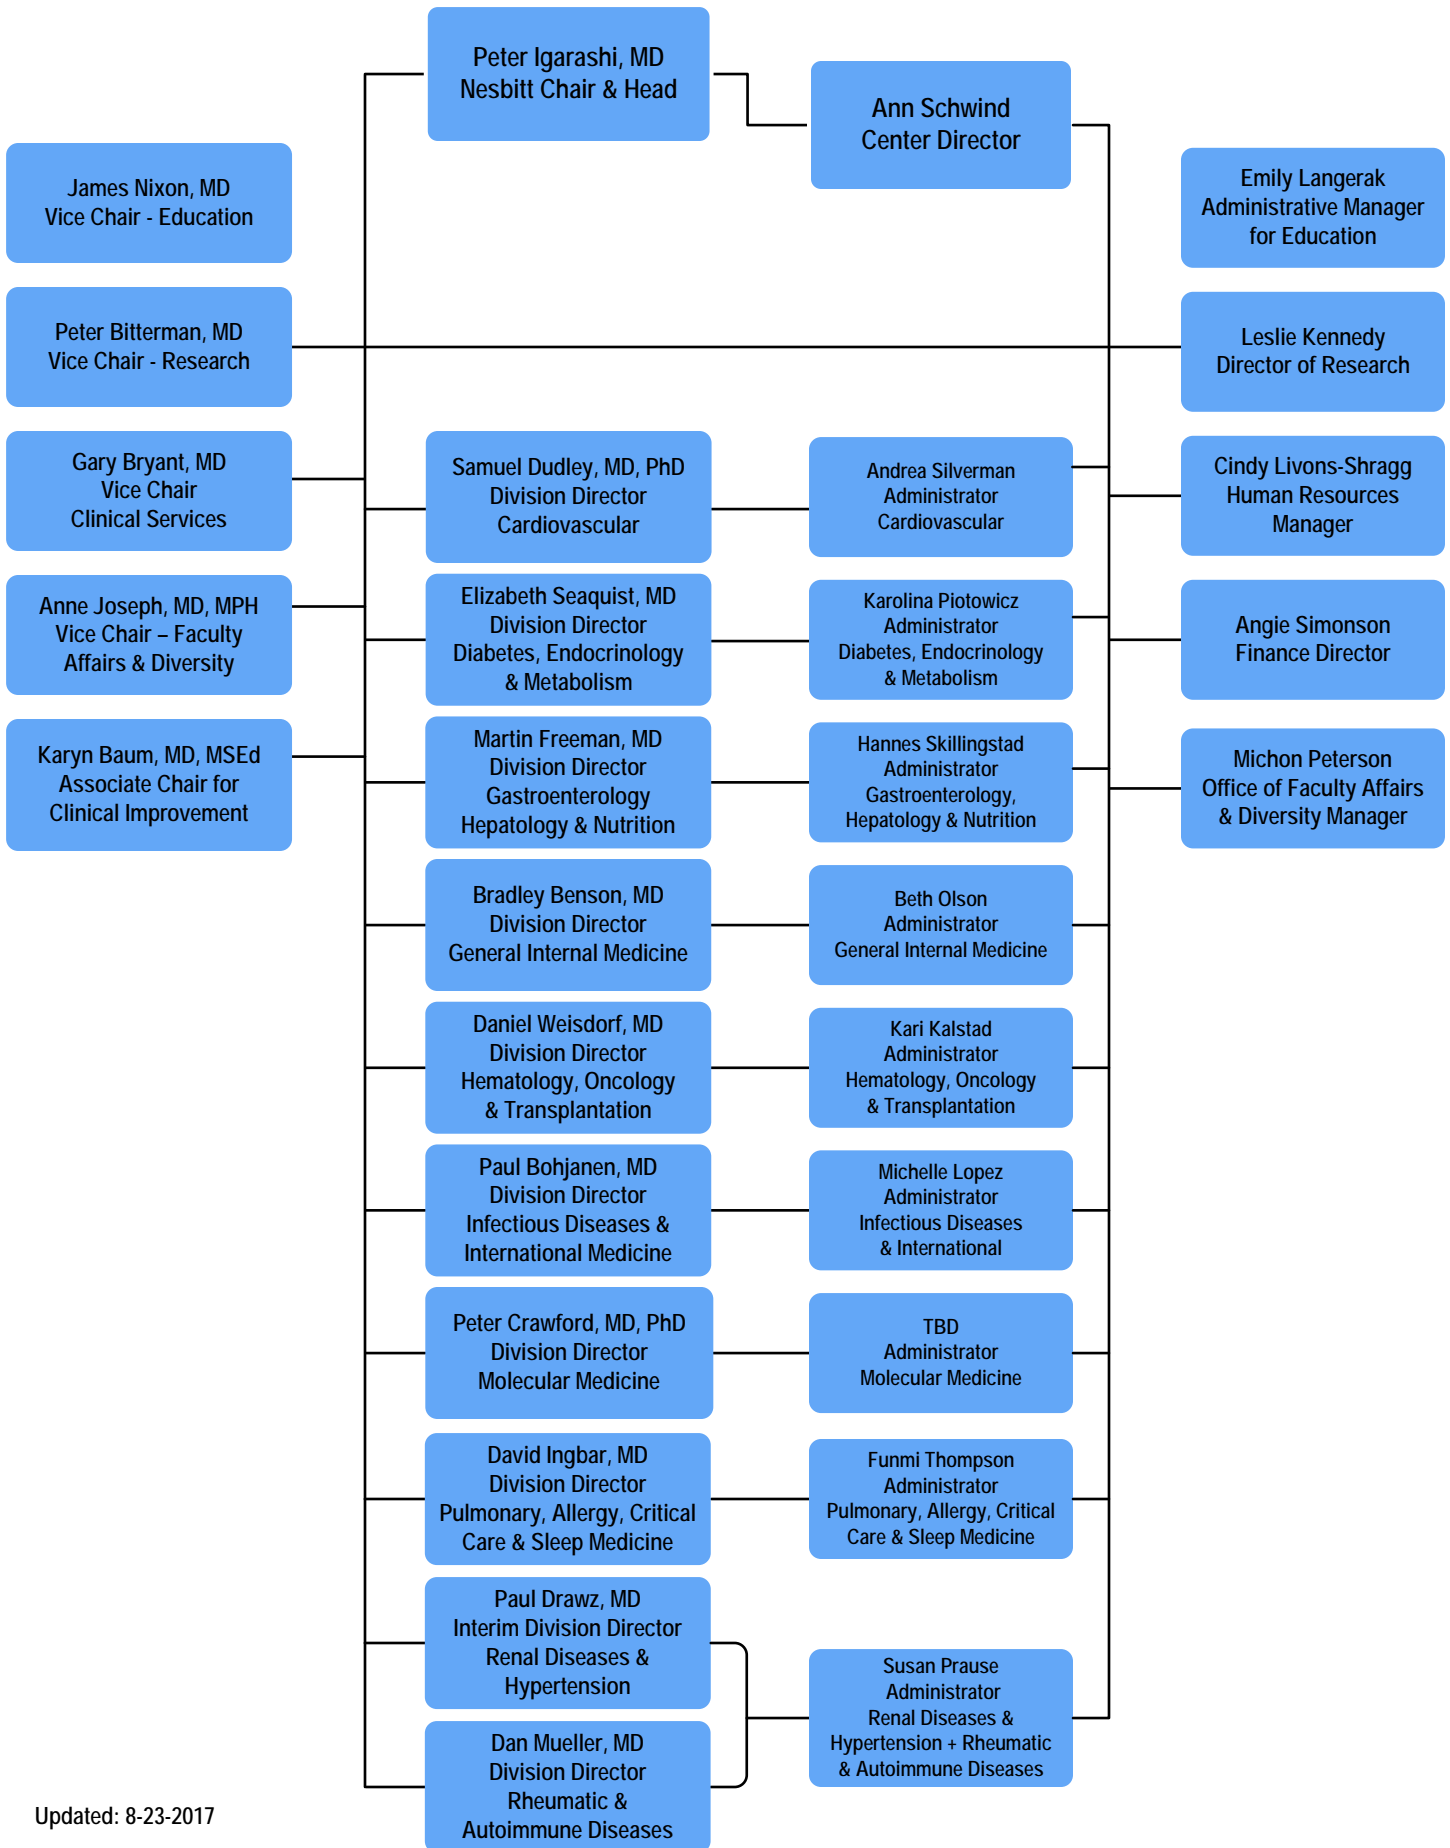 Peter Igarashi, MD
Nesbitt Chair & Head
Ann Schwind
Center Director
James Nixon, MD
Vice Chair - Education
Emily Langerak
Administrative Manager
for Education
Peter Bitterman, MD
Vice Chair - Research
Leslie Kennedy
Director of Research
Gary Bryant, MD
Vice Chair
Clinical Services
Samuel Dudley, MD, PhD
Division Director
Cardiovascular
Andrea Silverman
Administrator
Cardiovascular
Cindy Livons-Shragg
Human Resources
Manager
Anne Joseph, MD, MPH
Vice Chair – Faculty
Affairs & Diversity
Elizabeth Seaquist, MD
Division Director
Diabetes, Endocrinology
& Metabolism
Karolina Piotowicz
Administrator
Diabetes, Endocrinology
& Metabolism
Angie Simonson
Finance Director
Karyn Baum, MD, MSEd
Associate Chair for
Clinical Improvement
Martin Freeman, MD
Division Director
Gastroenterology
Hepatology & Nutrition
Hannes Skillingstad
Administrator
Gastroenterology,
Hepatology & Nutrition
Michon Peterson
Office of Faculty Affairs
& Diversity Manager
Bradley Benson, MD
Division Director
General Internal Medicine
Beth Olson
Administrator
General Internal Medicine
Daniel Weisdorf, MD
Division Director
Hematology, Oncology
& Transplantation
Kari Kalstad
Administrator
Hematology, Oncology
& Transplantation
Paul Bohjanen, MD
Division Director
Infectious Diseases &
International Medicine
Michelle Lopez
Administrator
Infectious Diseases
& International
Peter Crawford, MD, PhD
Division Director
Molecular Medicine
TBD
Administrator
Molecular Medicine
David Ingbar, MD
Division Director
Pulmonary, Allergy, Critical
Care & Sleep Medicine
Funmi Thompson
Administrator
Pulmonary, Allergy, Critical
Care & Sleep Medicine
Paul Drawz, MD
Interim Division Director
Renal Diseases &
Hypertension
Susan Prause
Administrator
Renal Diseases &
Hypertension + Rheumatic
& Autoimmune Diseases
Dan Mueller, MD
Division Director
Rheumatic &
Autoimmune Diseases
Updated: 8-23-2017